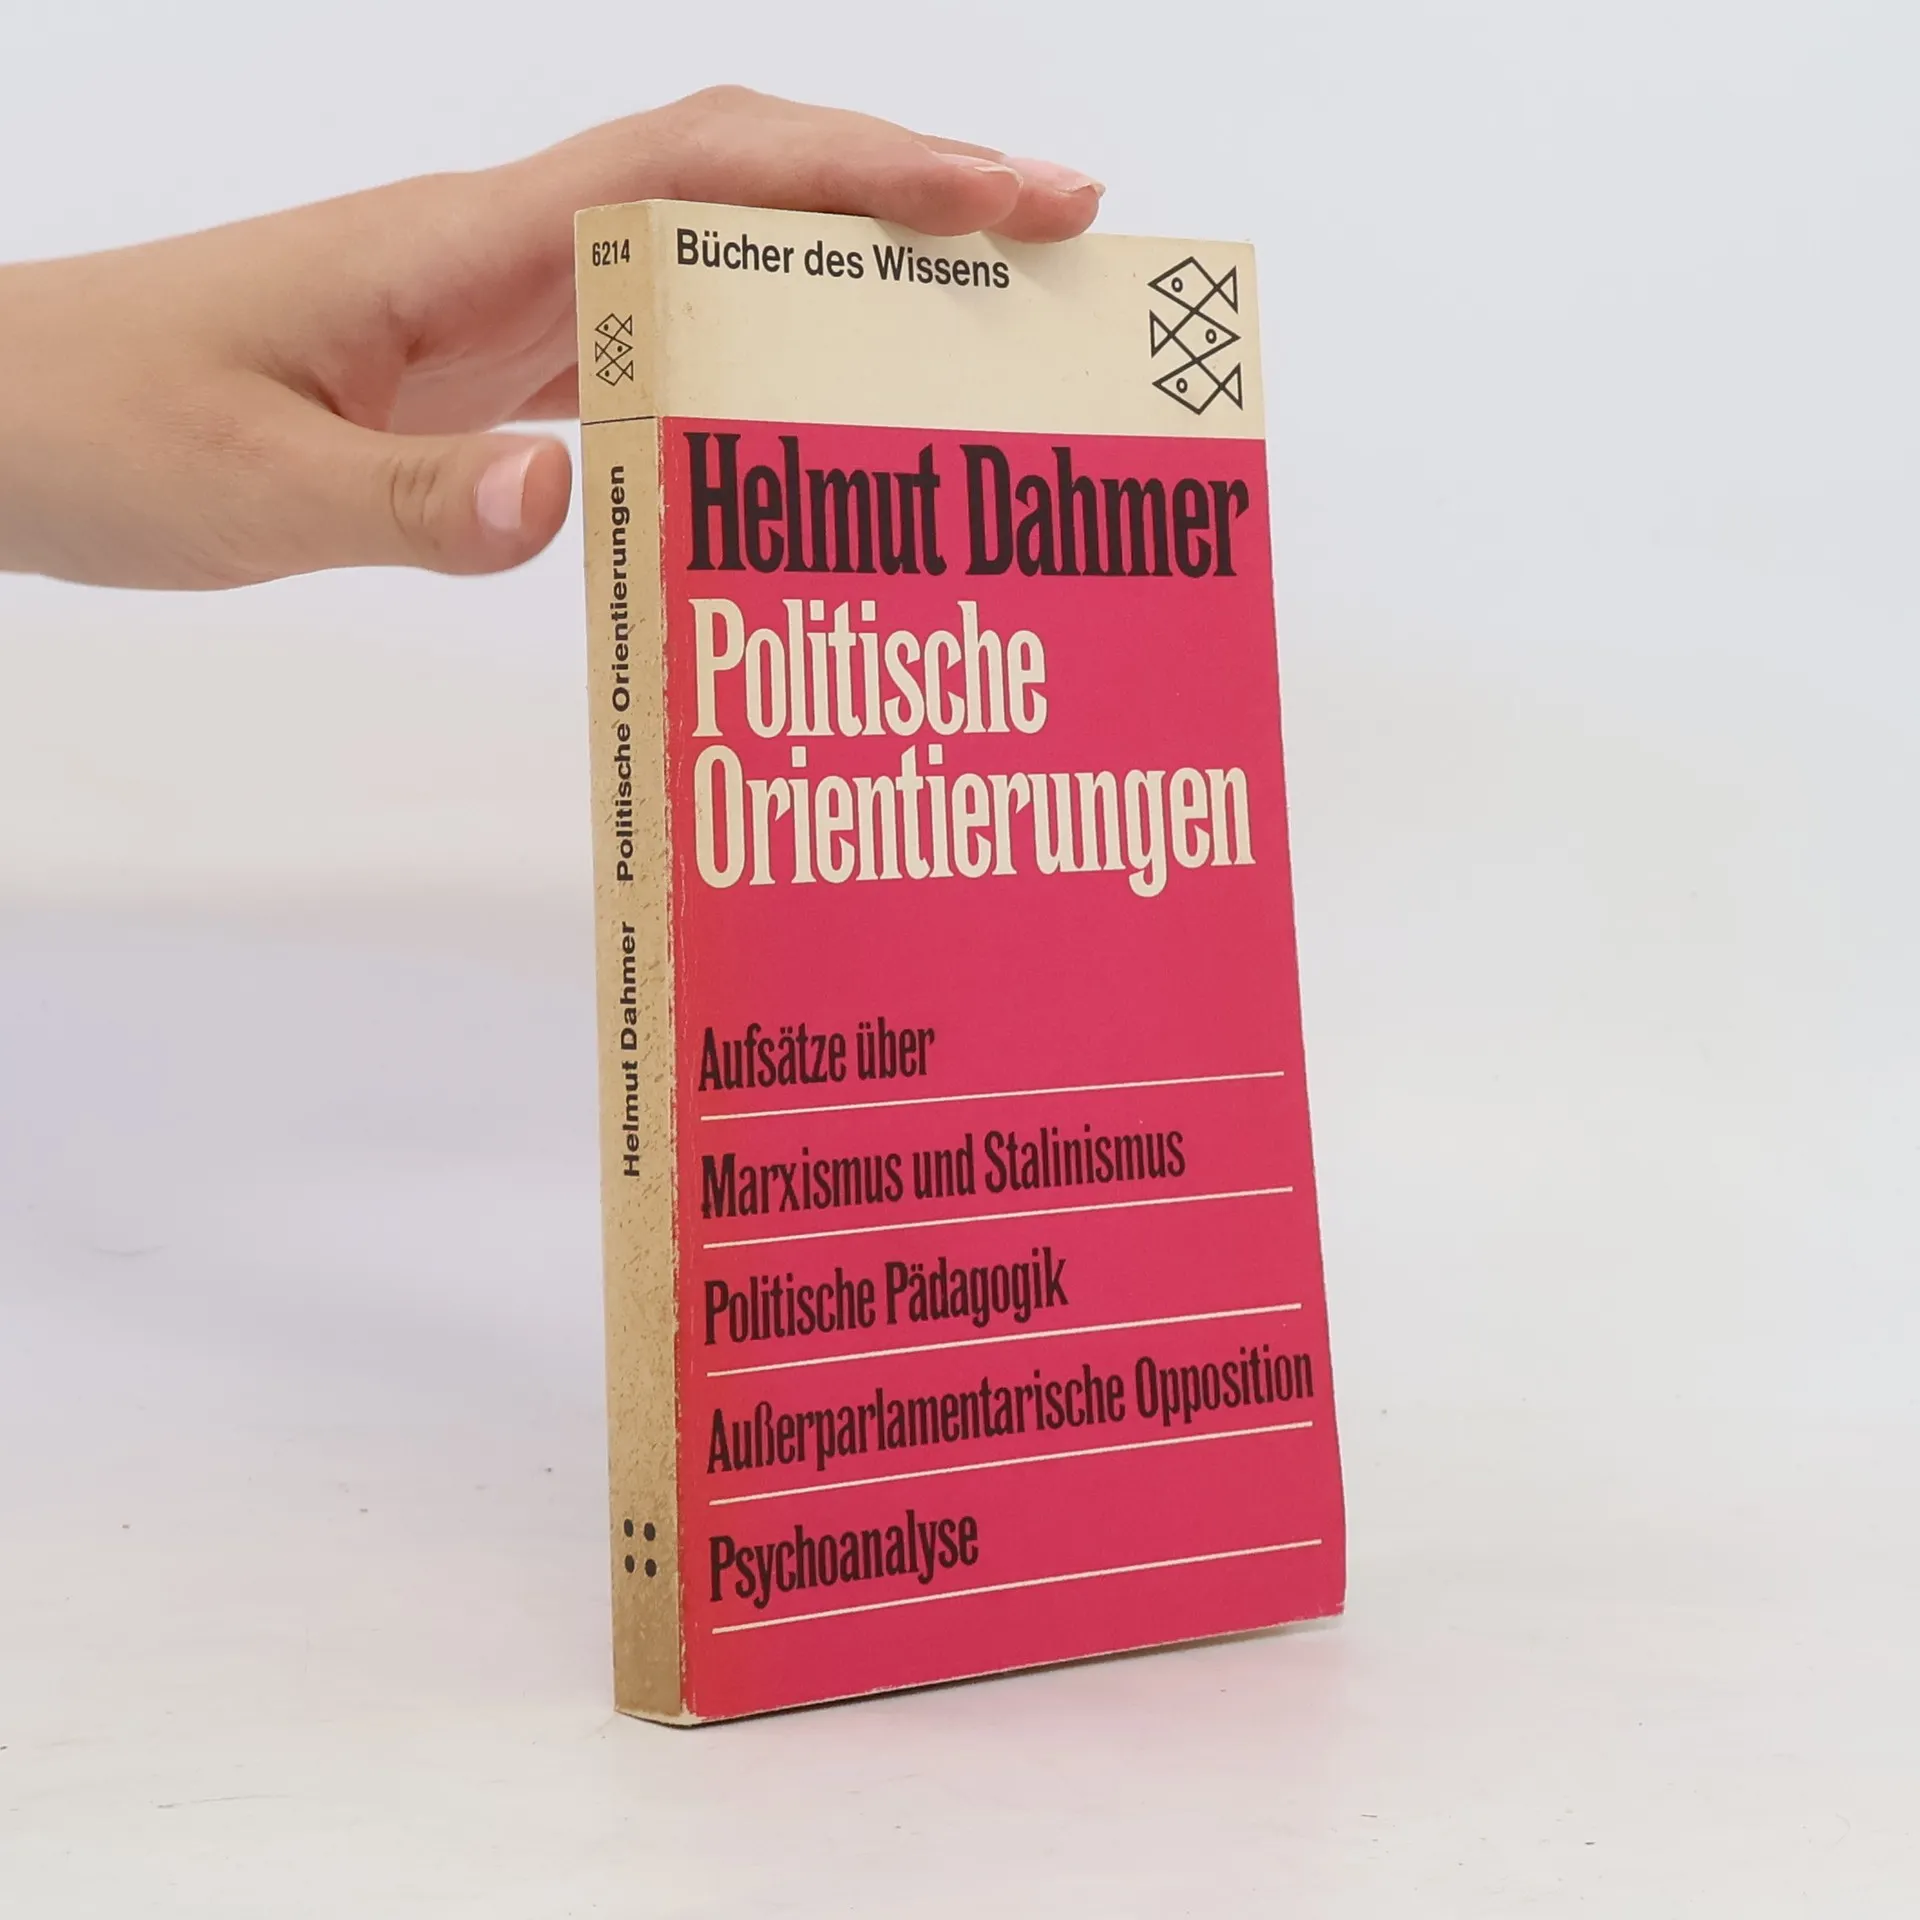 6214
Helmut Dahmer Politische Orientierungen
Bücher des Wissens
Helmut Dahmer
Politische
Orientierungen
Aufsätze über
Marxismus und Stalinismus
Politische Pädagogik
Außerparlamentarische Opposition
Psychoanalyse